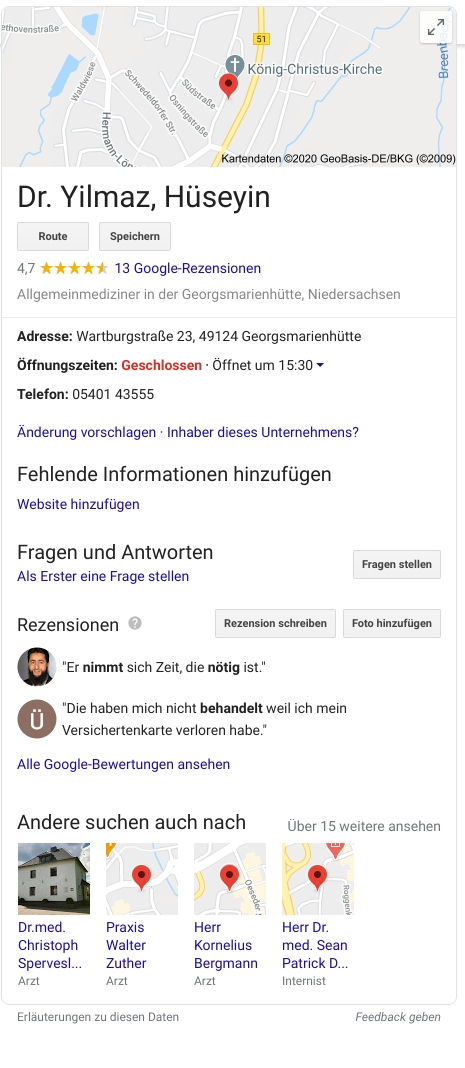 ethovenstraße
51
König-Christus-Kirche
Waldwiese
Schwedeldorfer Str.
Südstraße
Osningstraße
Hermann-Lön
Breenb
Kartendaten ©2020 GeoBasis-DE/BKG (©2009)
Dr. Yilmaz, Hüseyin
Route Speichern
4,7 13 Google-Rezensionen
Allgemeinmediziner in der Georgsmarienhütte, Niedersachsen
Adresse: Wartburgstraße 23, 49124 Georgsmarienhütte
Öffnungszeiten: Geschlossen · Öffnet um 15:30
Telefon: 05401 43555
Änderung vorschlagen · Inhaber dieses Unternehmens?
Fehlende Informationen hinzufügen
Website hinzufügen
Fragen und Antworten
Fragen stellen
Als Erster eine Frage stellen
Rezensionen ? Rezension schreiben Foto hinzufügen
"Er nimmt sich Zeit, die nötig ist."
Ü
"Die haben mich nicht behandelt weil ich mein
Versichertenkarte verloren habe."
Alle Google-Bewertungen ansehen
Andere suchen auch nach Über 15 weitere ansehen
Oeseder
Roggenk
Dr.med.
Christoph
Spervesl...
Arzt
Praxis
Walter
Zuther
Arzt
Herr
Kornelius
Bergmann
Arzt
Herr Dr.
med. Sean
Patrick D...
Internist
Erläuterungen zu diesen Daten Feedback geben